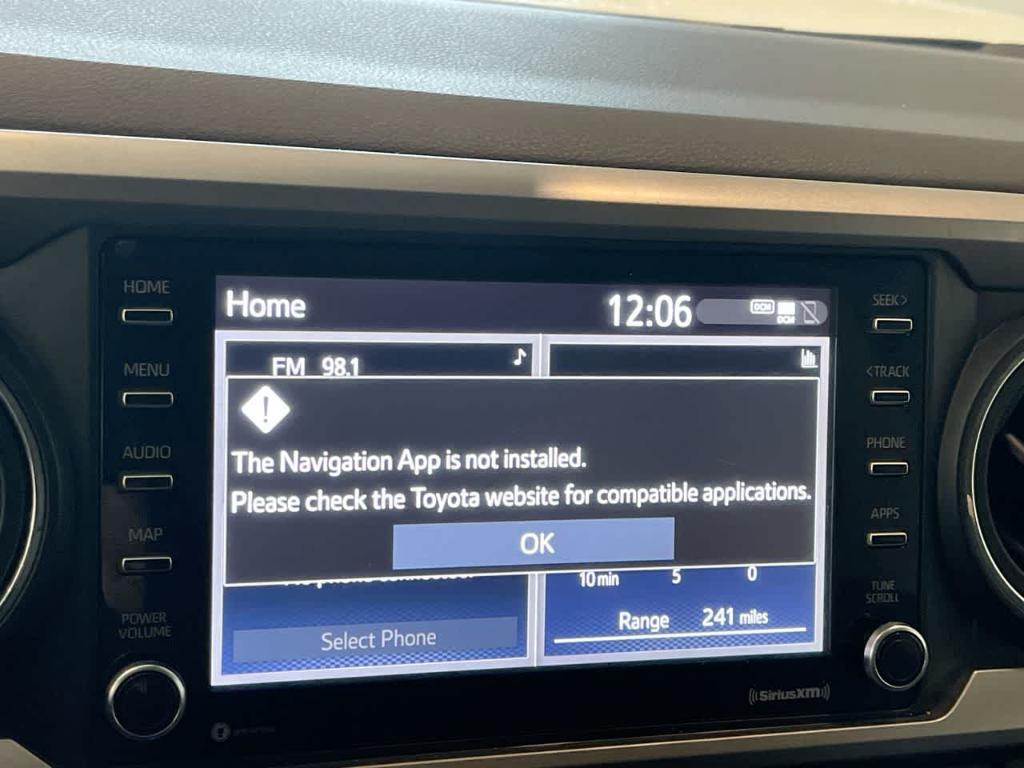 HOME
MENU
AUDIO
MAP
POWER
VOLUME
Home
12:06
DCM
DCM
FM 98.1
!
The Navigation App is not installed.
Please check the Toyota website for compatible applications.
OK
Select Phone
10 min 5 0
Range 241 miles
SEEK>
<TRACK
PHONE
APPS
TUNE
SCROLL
SiriusXM